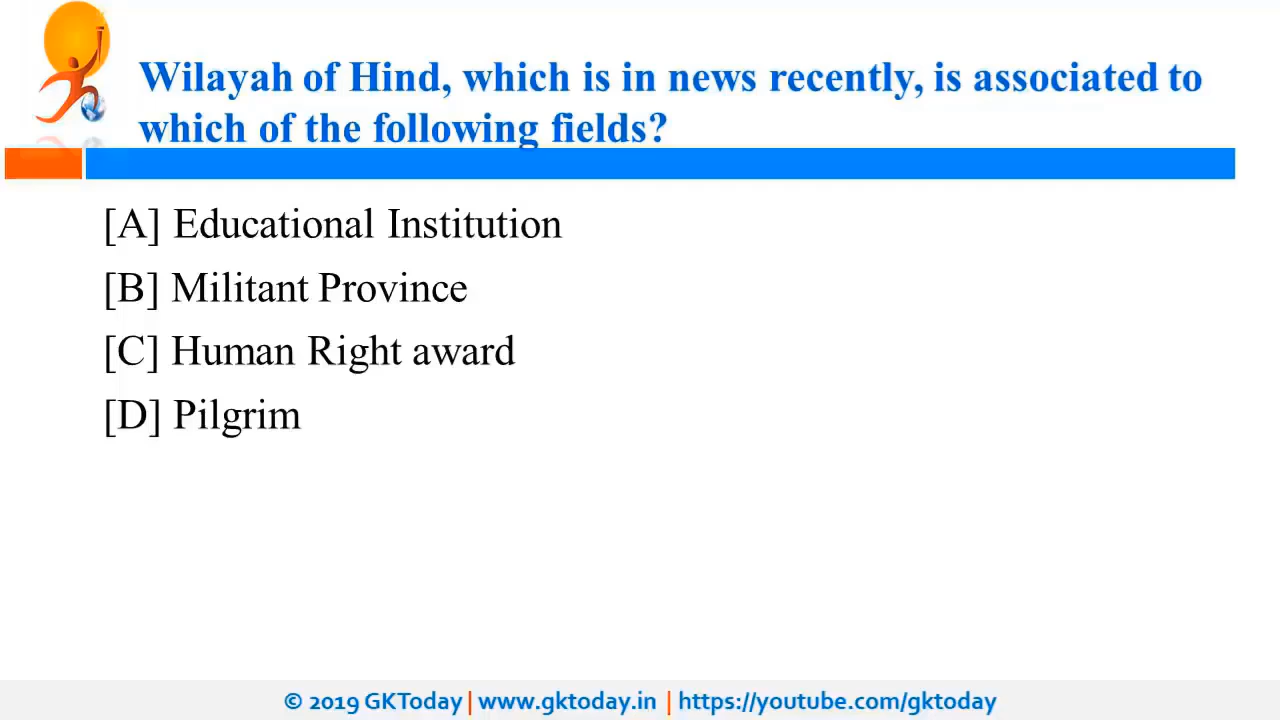 Wilayah of Hind, which is in news recently, is associated to
which of the following fields?
[A] Educational Institution
[B] Militant Province
[C] Human Right award
[D] Pilgrim
© 2019 GKToday | www.gktoday.in | https://youtube.com/gktoday